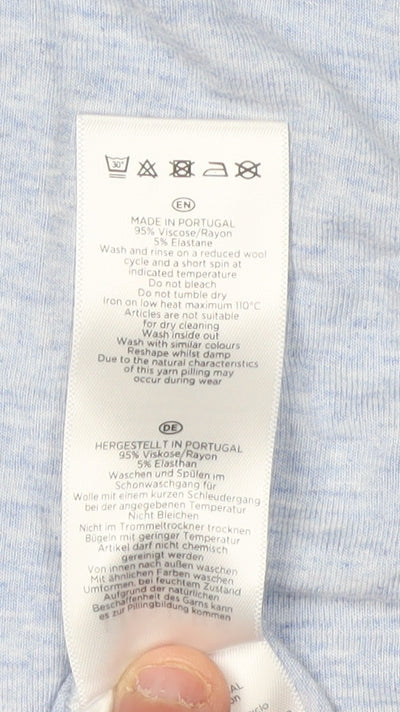 30°
EN
MADE IN PORTUGAL
95% Viscose/Rayon
5% Elastane
Wash and rinse on a reduced wool
cycle and a short spin at
indicated temperature
Do not bleach
Do not tumble dry
Iron on low heat maximum 110°C
Articles are not suitable
for dry cleaning
Wash inside out
Wash with similar colours
Reshape whilst damp
Due to the natural characteristics
of this yarn pilling may
occur during wear
DE
HERGESTELLT IN PORTUGAL
95% Viskose/Rayon
5% Elasthan
Waschen und Spülen im
Schonwaschgang für
Wolle mit einem kurzen Schleudergang
bei der angegebenen Temperatur
Nicht Bleichen
Nicht im Trommeltrockner trocknen
Bügeln mit geringer Temperatur
Artikel darf nicht chemisch
gereinigt werden
Von innen nach außen waschen
Mit ähnlichen Farben waschen
Umformen, bei feuchtem Zustand
Aufgrund der natürlichen
Beschaffenheit des Garns kann
es zur Pillingbildung kommen